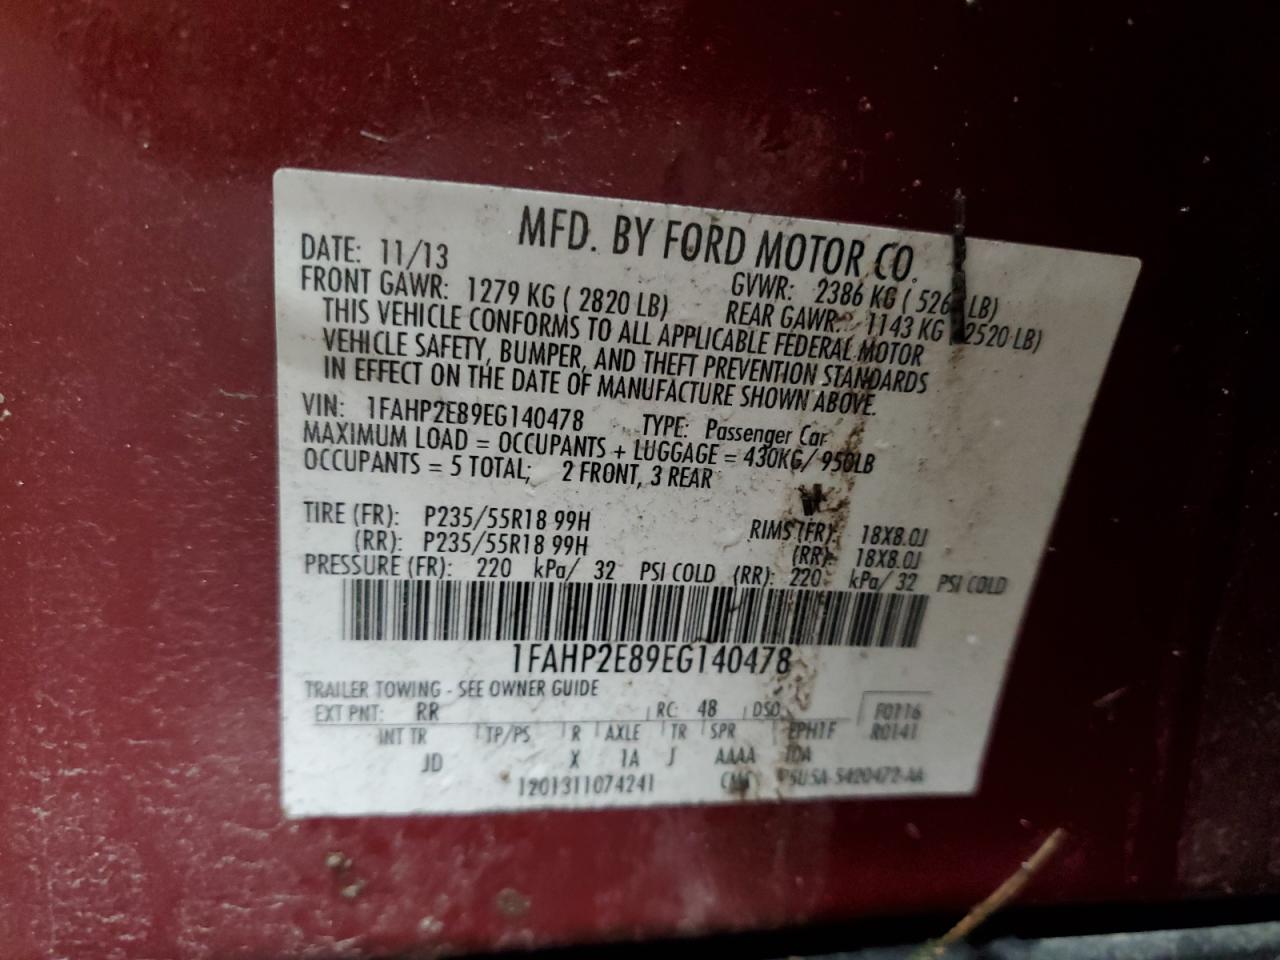 MFD. BY FORD MOTOR CO.
DATE: 11/13 GVWR: 2386 KG ( LB)
FRONT GAWR: 1279 KG ( 2820 LB) REAR GAWR: 1143 KG ( 2520 LB)
THIS VEHICLE CONFORMS TO ALL APPLICABLE FEDERAL MOTOR
VEHICLE SAFETY, BUMPER, AND THEFT PREVENTION STANDARDS
IN EFFECT ON THE DATE OF MANUFACTURE SHOWN ABOVE.
VIN: 1FAHP2E89EG140478 TYPE: Passenger Car
MAXIMUM LOAD = OCCUPANTS + LUGGAGE = 430KG/ 950LB
OCCUPANTS = 5 TOTAL; 2 FRONT, 3 REAR
TIRE (FR): P235/55R18 99H RIMS (FR): 18X8.0J
(RR): P235/55R18 99H (RR): 18X8.0J
PRESSURE (FR): 220 kPa/ 32 PSI COLD (RR): 220 kPa/ 32 PSI COLD
1FAHP2E89EG140478
TRAILER TOWING - SEE OWNER GUIDE
EXT PNT: RR RC: 48 DSO: F0116
INT TR TP/PS R AXLE TR SPR EPH1F R0141
JD X 1A J AAAA
1201311074241